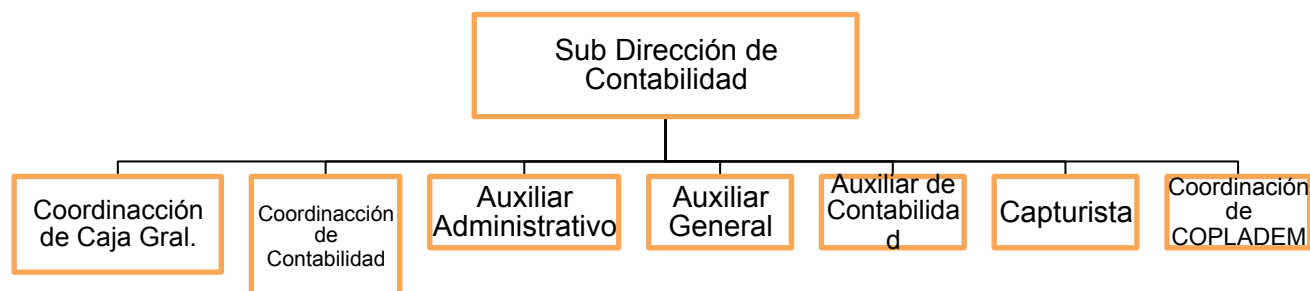 Sub Dirección de
Contabilidad
Coordinacción
de Caja Gral.
Coordinacción
de
Contabilidad
Auxiliar
Administrativo
Auxiliar
General
Auxiliar de
Contabilida
d
Capturista
Coordinación
de
COPLADEM